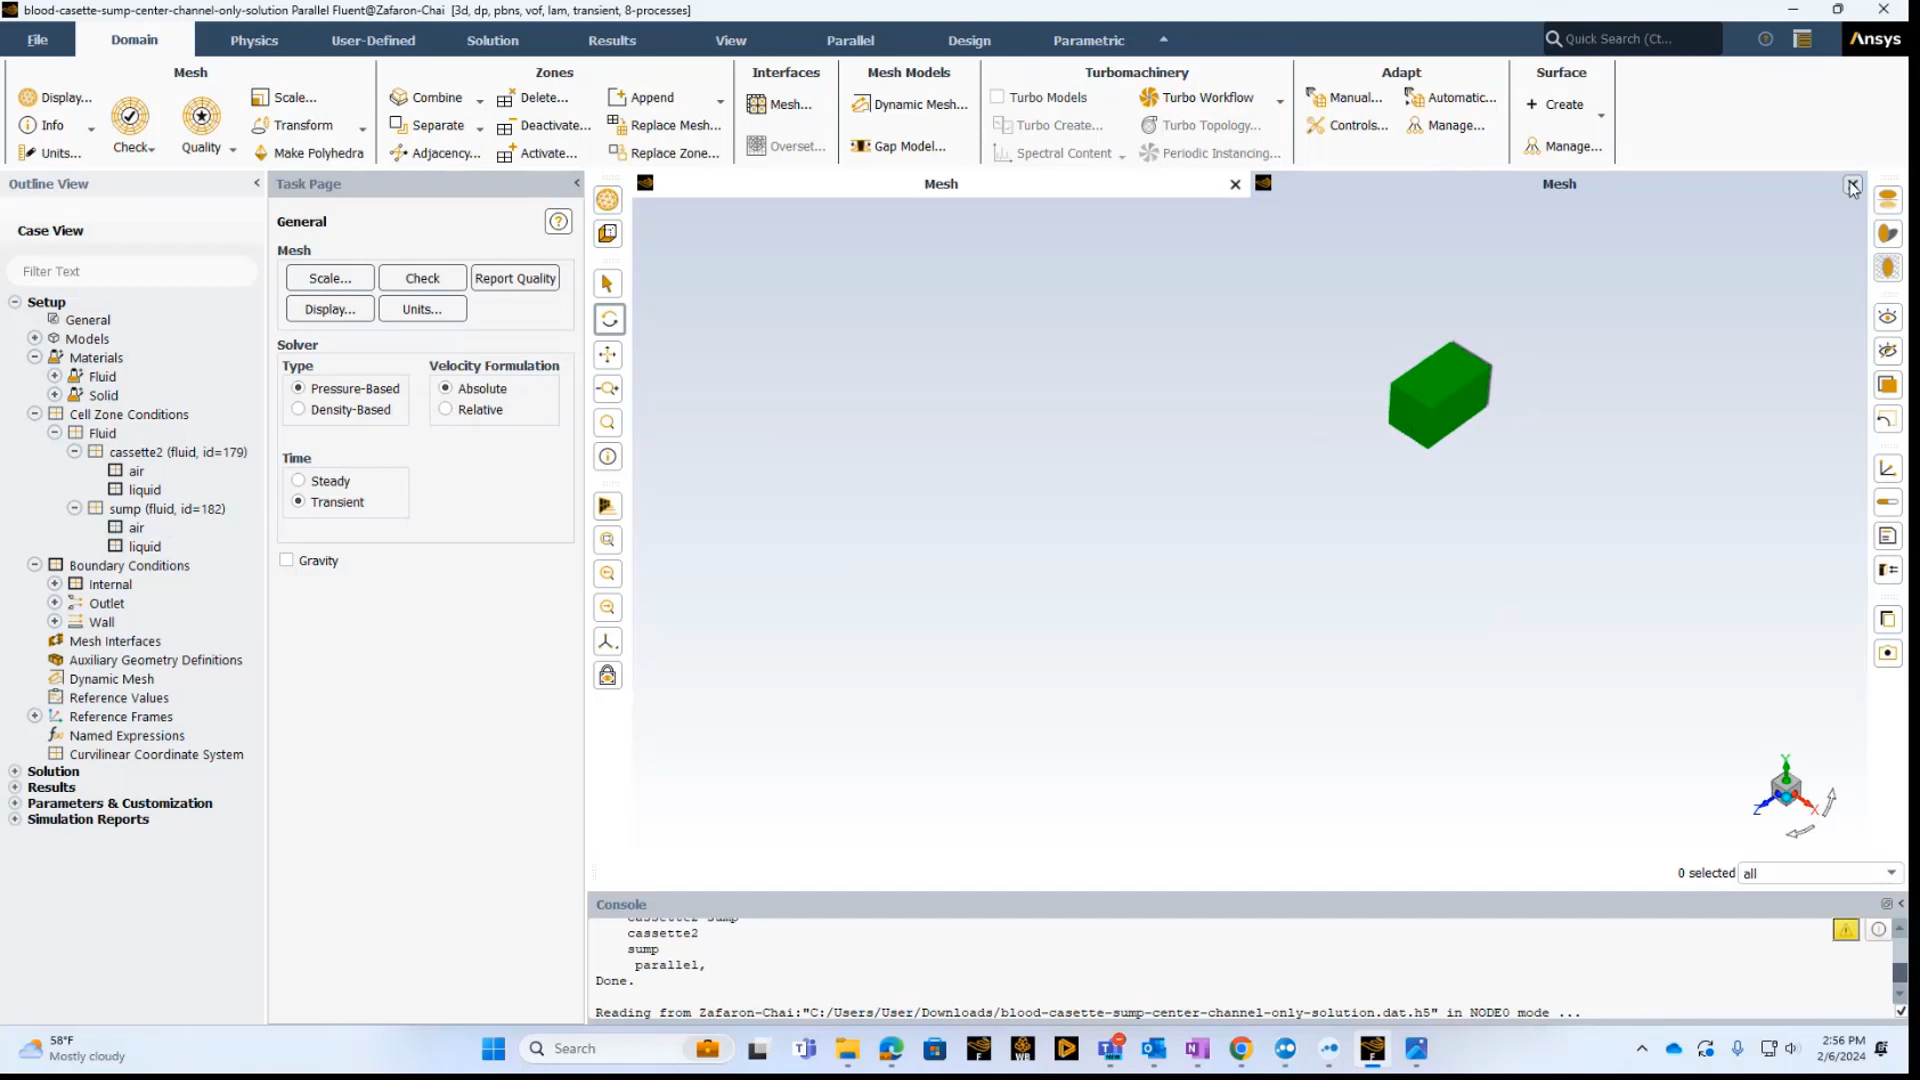 blood-casette-sump-center-channel-only-solution Parallel Fluent@Zafaron-Chai [3d, dp, pbns, vof, lam, transient, 8-processes]
File Domain Physics User-Defined Solution Results View Parallel Design Parametric Quick Search (Ct... Ansys
Mesh Zones Interfaces Mesh Models Turbomachinery Adapt Surface
Display... Scale... Combine Delete... Append Mesh... Dynamic Mesh... Turbo Models Turbo Workflow Manual... Automatic... Create
Info Transform Separate Deactivate... Replace Mesh... Turbo Create... Turbo Topology... Controls... Manage...
Check Quality
Units... Make Polyhedra Adjacency... Activate... Replace Zone... Overset... Gap Model... Spectral Content Periodic Instancing... Manage...
Outline View
Task Page
Mesh
Mesh
General
Case View
Mesh
Filter Text
Scale... Check Report Quality
Display... Units...
Setup
General
Models
Materials
Fluid
Solid
Cell Zone Conditions
Fluid
cassette2 (fluid, id=179)
air
liquid
sump (fluid, id=182)
air
liquid
Boundary Conditions
Internal
Outlet
Wall
Mesh Interfaces
Auxiliary Geometry Definitions
Dynamic Mesh
Reference Values
Reference Frames
Named Expressions
Curvilinear Coordinate System
Solution
Results
Parameters & Customization
Simulation Reports
Solver
Type Velocity Formulation
Pressure-Based Absolute
Density-Based Relative
Time
Steady
Transient
Gravity
Y
Z X
0 selected all
Console
cassette2-sump
cassette2
sump
parallel,
Done.
Reading from Zafaron-Chai:"C:/Users/User/Downloads/blood-casette-sump-center-channel-only-solution.dat.h5" in NODE0 mode ...
58°F
Mostly cloudy
Search
F
WB
NEW
N
F
2:56 PM
2/6/2024